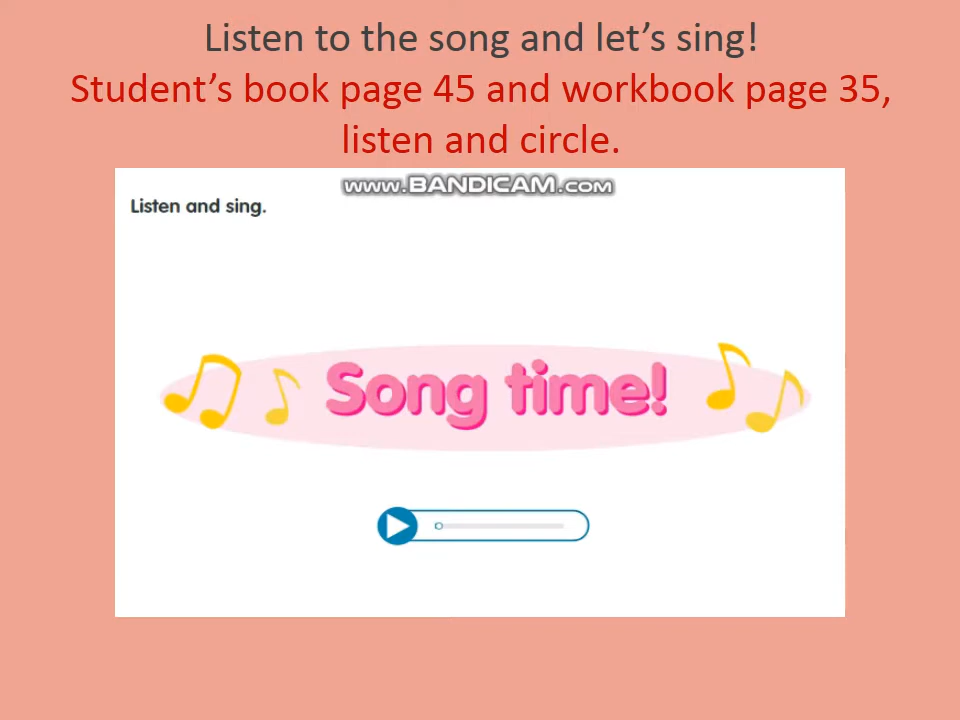 Listen to the song and let’s sing!
Student’s book page 45 and workbook page 35,
listen and circle.
www.BANDICAM.com
Listen and sing.
Song time!